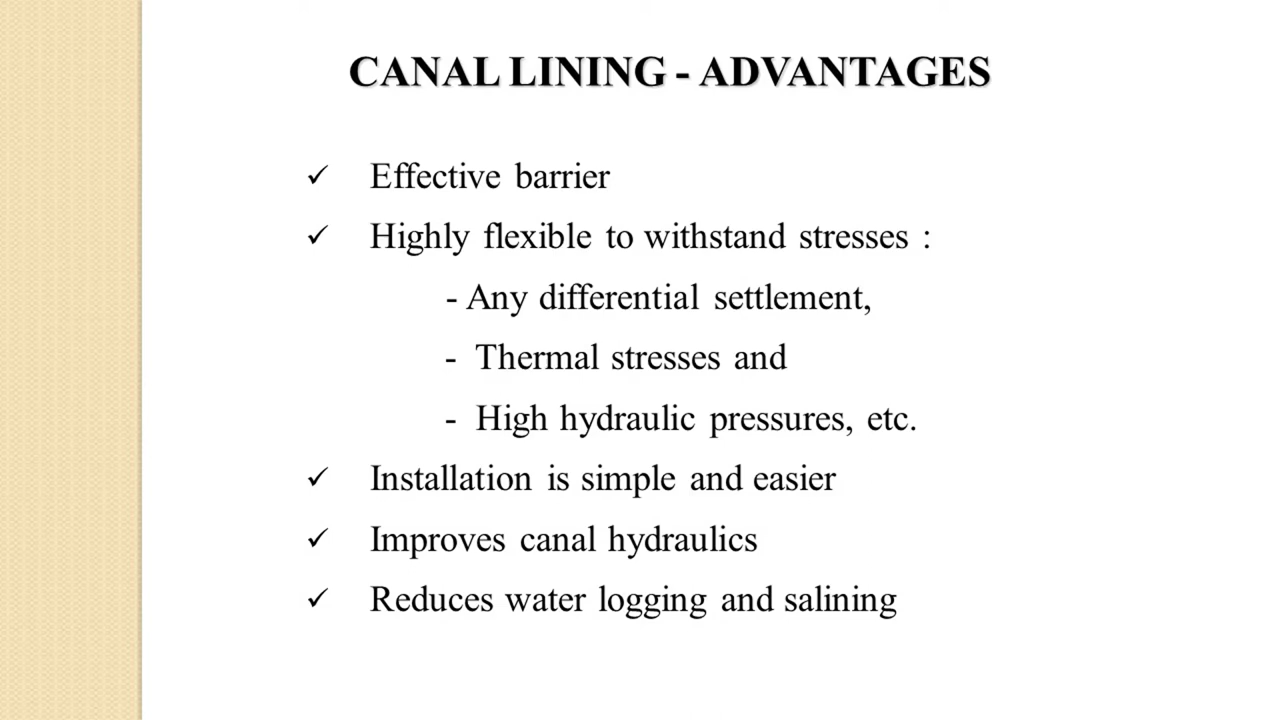 CANAL LINING - ADVANTAGES
✓ Effective barrier
✓ Highly flexible to withstand stresses :
- Any differential settlement,
- Thermal stresses and
- High hydraulic pressures, etc.
✓ Installation is simple and easier
✓ Improves canal hydraulics
✓ Reduces water logging and salining